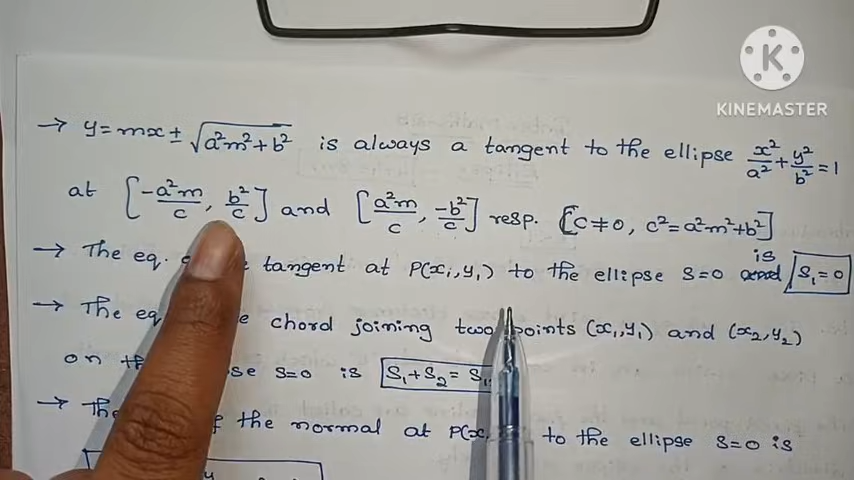 KINEMASTER
→ y = mx ± √(a²m² + b²) is always a tangent to the ellipse x²/a² + y²/b² = 1
at [-a²m/c, b²/c] and [a²m/c, -b²/c] resp. [c ≠ 0, c² = a²m² + b²]
→ The eq. tangent at P(x₁, y₁) to the ellipse S = 0 is S₁ = 0
→ The chord joining two points (x₁, y₁) and (x₂, y₂)
on S = 0 is S₁ + S₂ =
→ the normal at to the ellipse S = 0 is